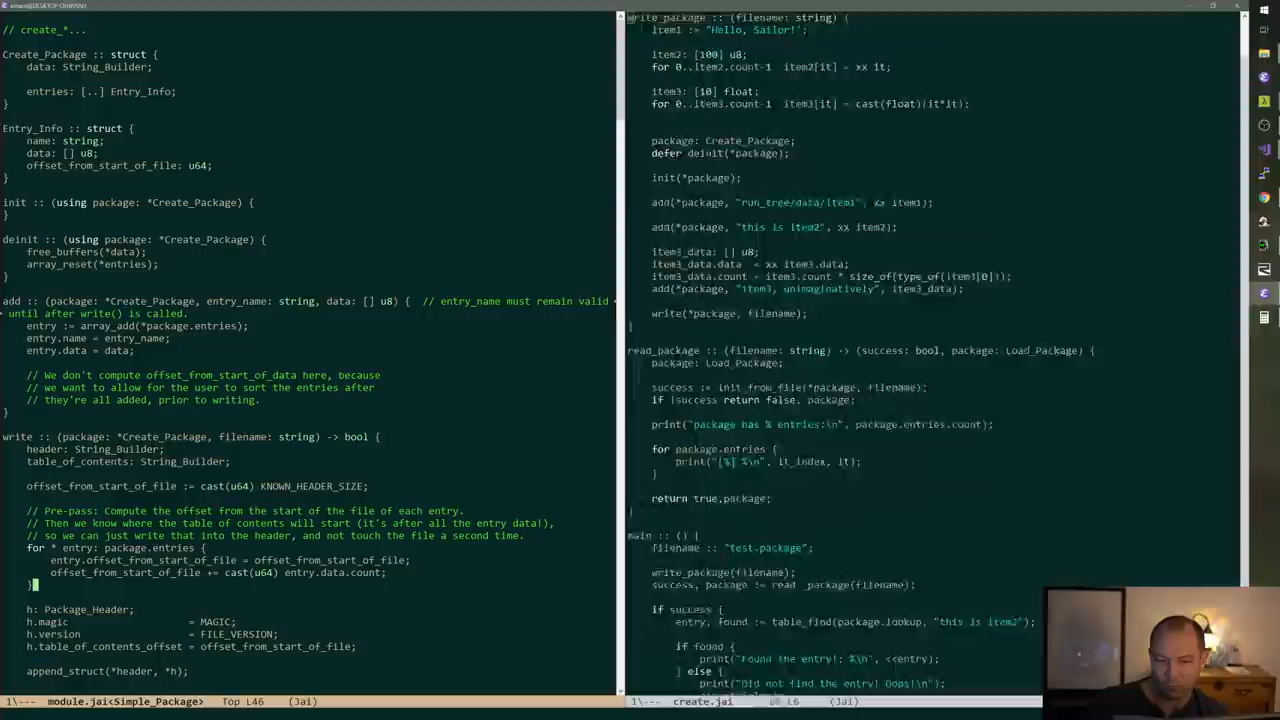 // create_*...
Create_Package :: struct {
data: String_Builder;
entries: [..] Entry_Info;
}
Entry_Info :: struct {
name: string;
data: [] u8;
offset_from_start_of_file: u64;
}
init :: (using package: *Create_Package) {
}
deinit :: (using package: *Create_Package) {
free_buffers(*data);
array_reset(*entries);
}
add :: (package: *Create_Package, entry_name: string, data: [] u8) {  // entry_name must remain valid
until after write() is called.
entry := array_add(*package.entries);
entry.name = entry_name;
entry.data = data;
// We don't compute offset_from_start_of_data here, because
// we want to allow for the user to sort the entries after
// they're all added, prior to writing.
}
write :: (package: *Create_Package, filename: string) -> bool {
header: String_Builder;
table_of_contents: String_Builder;
offset_from_start_of_file := cast(u64) KNOWN_HEADER_SIZE;
// Pre-pass: Compute the offset from the start of the file of each entry.
// Then we know where the table of contents will start (it's after all the entry data!),
// so we can just write that into the header, and not touch the file a second time.
for * entry: package.entries {
entry.offset_from_start_of_file = offset_from_start_of_file;
offset_from_start_of_file += cast(u64) entry.data.count;
}
h: Package_Header;
h.magic = MAGIC;
h.version = FILE_VERSION;
h.table_of_contents_offset = offset_from_start_of_file;
append_struct(*header, *h);
1\--- module.jai<Simple_Package> Top L46 (Jai)
write_package :: (filename: string) {
item1 := "Hello, Sailor!";
item2: [100] u8;
for 0..item2.count-1  item2[it] = xx it;
item3: [10] float;
for 0..item3.count-1  item3[it] = cast(float)(it*it);
package: Create_Package;
defer deinit(*package);
init(*package);
add(*package, "run_tree/data/item1", xx item1);
add(*package, "this is item2", xx item2);
item3_data: [] u8;
item3_data.data = xx item3.data;
item3_data.count = item3.count * size_of(type_of(item3[0]));
add(*package, "item3, unimaginatively", item3_data);
write(*package, filename);
}
read_package :: (filename: string) -> (success: bool, package: Load_Package) {
package: Load_Package;
success := init_from_file(*package, filename);
if !success return false, package;
print("package has % entries:\n", package.entries.count);
for package.entries {
print("[%] %\n", it_index, it);
}
return true,package;
}
main :: () {
filename :: "test.package";
write_package(filename);
success, package := read_package(filename);
if success {
entry, found := table_find(package.lookup, "this is item2");
if found {
print("Found the entry!: %\n", <<entry);
} else {
print("Did not find the entry! Oops!\n");
1\--- create.jai L6 (Jai)